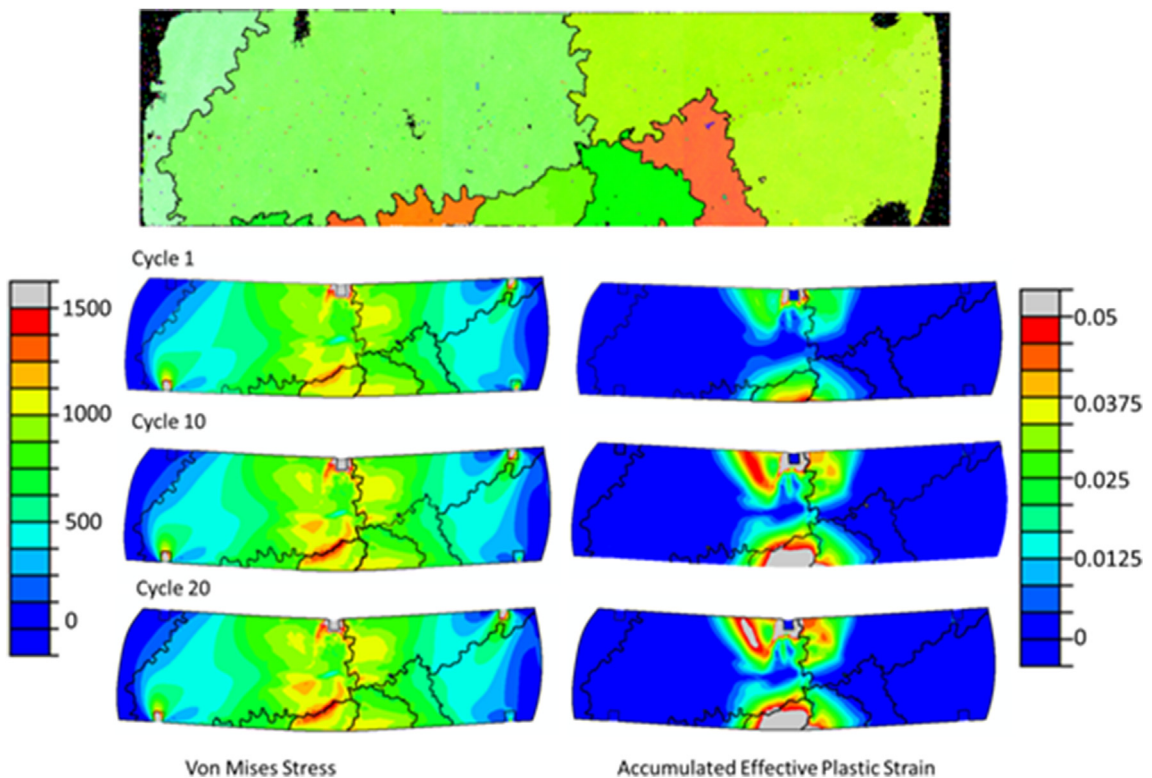 Cycle 1
1500
1000
500
0
0.05
0.0375
0.025
0.0125
0
Cycle 10
Cycle 20
Von Mises Stress
Accumulated Effective Plastic Strain